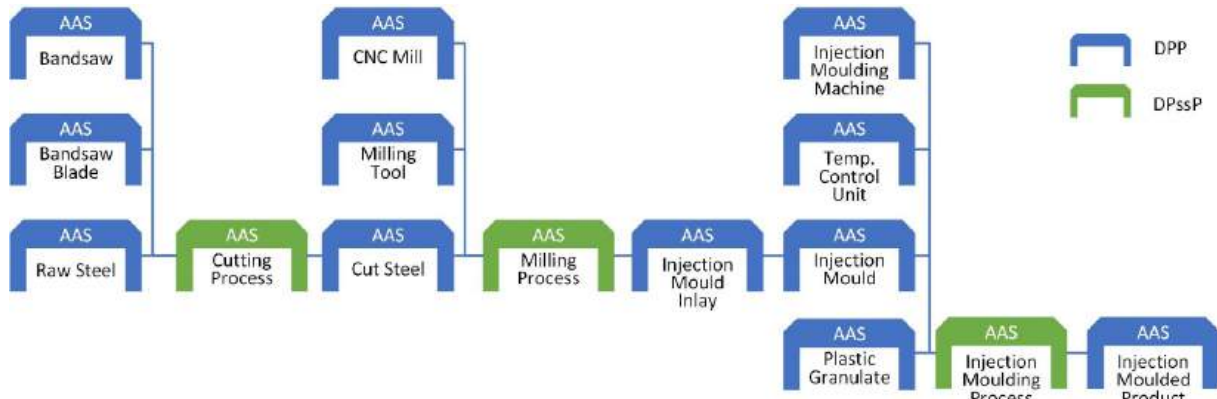 AAS
Bandsaw
AAS
CNC Mill
AAS
Injection
Moulding
Machine
DPP
DPssP
AAS
Bandsaw
Blade
AAS
Milling
Tool
AAS
Temp.
Control
Unit
AAS
Raw Steel
AAS
Cutting
Process
AAS
Cut Steel
AAS
Milling
Process
AAS
Injection
Mould
Inlay
AAS
Injection
Mould
AAS
Plastic
Granulate
AAS
Injection
Moulding
Process
AAS
Injection
Moulded
Product